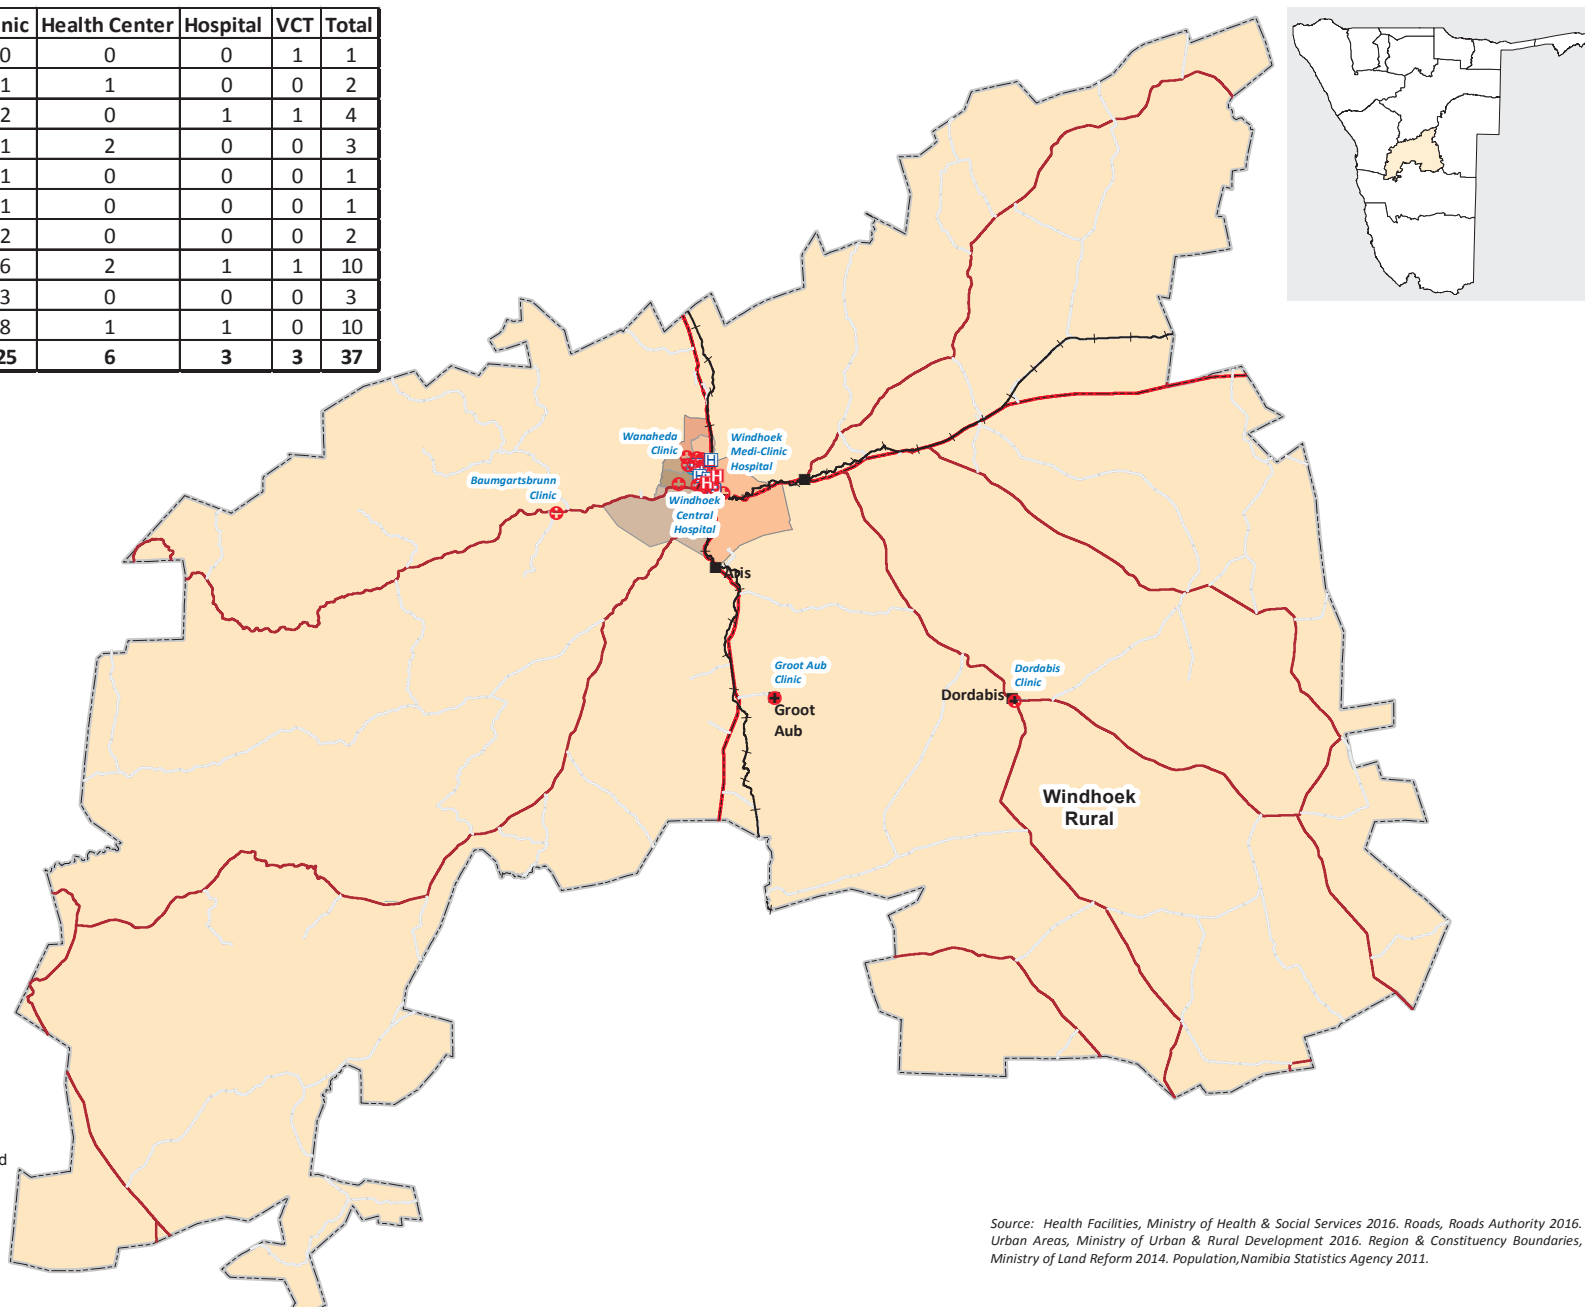 nic Health Center Hospital VCT Total
0 0 0 1 1
1 1 0 0 2
2 0 1 1 4
1 2 0 0 3
1 0 0 0 1
1 0 0 0 1
2 0 0 0 2
6 2 1 1 10
3 0 0 0 3
8 1 1 0 10
25 6 3 3 37
Wanaheda
Clinic
Windhoek
Medi-Clinic
Hospital
Baumgartsbrunn
Clinic
Windhoek
Central
Hospital
Aris
Groot Aub
Clinic
Groot
Aub
Dordabis
Clinic
Dordabis
Windhoek
Rural
d
Source: Health Facilities, Ministry of Health & Social Services 2016. Roads, Roads Authority 2016.
Urban Areas, Ministry of Urban & Rural Development 2016. Region & Constituency Boundaries,
Ministry of Land Reform 2014. Population,Namibia Statistics Agency 2011.